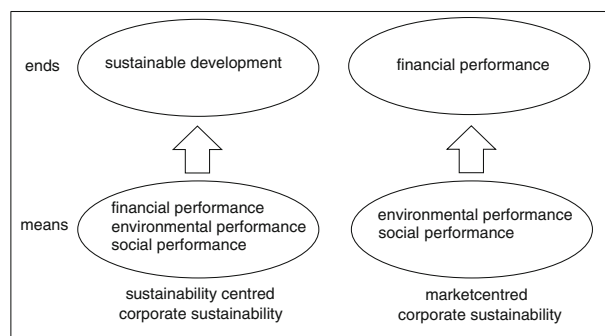 ends
sustainable development
financial performance
means
financial performance
environmental performance
social performance
environmental performance
social performance
sustainability centred
corporate sustainability
marketcentred
corporate sustainability